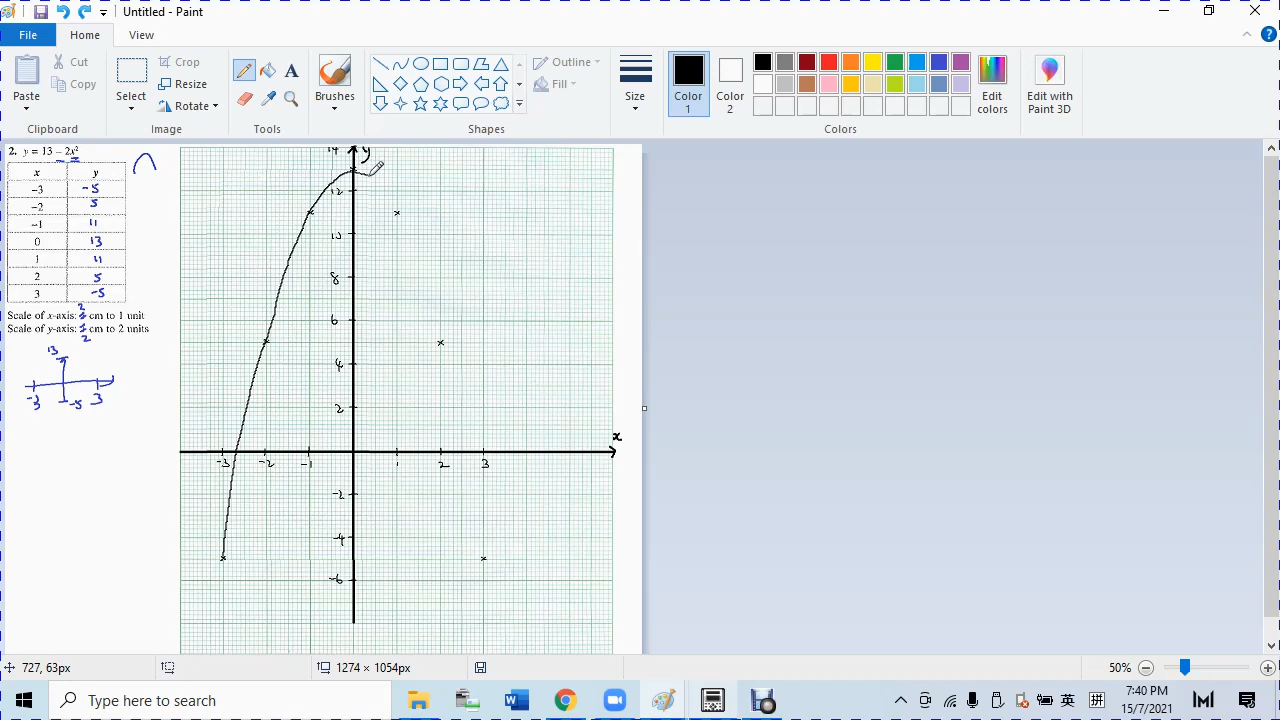 Untitled - Paint
File Home View
Paste Cut Copy
Clipboard
Select Crop Resize Rotate
Image
Tools
Brushes
Shapes
Outline Fill
Size
Color 1
Color 2
Colors
Edit colors
Edit with Paint 3D
2. y = 13 − 2x²
x y
−3 -5
−2 5
−1 11
0 13
1 11
2 5
3 -5
Scale of x-axis: 2 cm to 1 unit
Scale of y-axis: 1 cm to 2 units
2
13
-3 -5 3
14 y
12
10
8
6
4
2
x
-3 -2 -1 1 2 3
-2
-4
-6
727, 63px
1274 × 1054px
50%
Type here to search
英 拼
7:40 PM
15/7/2021